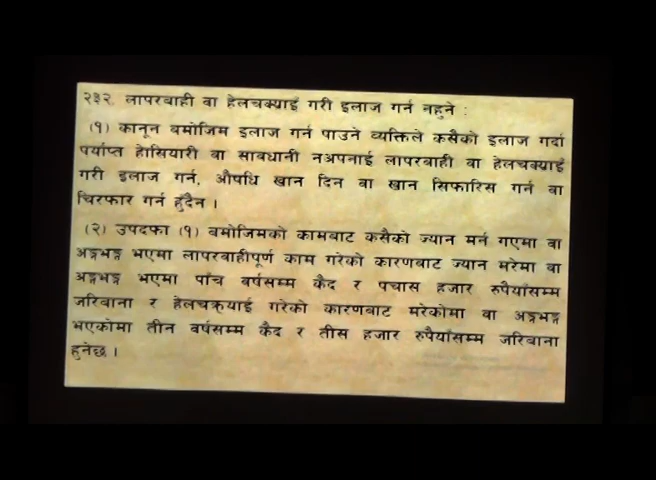 २३२. लापरबाही वा हेलचक्र्याइँ गरी इलाज गर्न नहुने :
(१) कानून बमोजिम इलाज गर्न पाउने व्यक्तिले कसैको इलाज गर्दा
पर्याप्त होसियारी वा सावधानी नअपनाई लापरबाही वा हेलचक्र्याइँ
गरी इलाज गर्न, औषधि खान दिन वा खान सिफारिस गर्न वा
चिरफार गर्न हुँदैन ।
(२) उपदफा (१) बमोजिमको कामबाट कसैको ज्यान मर्न गएमा वा
अङ्गभङ्ग भएमा लापरबाहीपूर्ण काम गरेको कारणबाट ज्यान मरेमा वा
अङ्गभङ्ग भएमा पाँच वर्षसम्म कैद र पचास हजार रुपैयाँसम्म
जरिबाना र हेलचक्र्याई गरेको कारणबाट मरेकोमा वा अङ्गभङ्ग
भएकोमा तीन वर्षसम्म कैद र तीस हजार रुपैयाँसम्म जरिबाना
हुनेछ ।